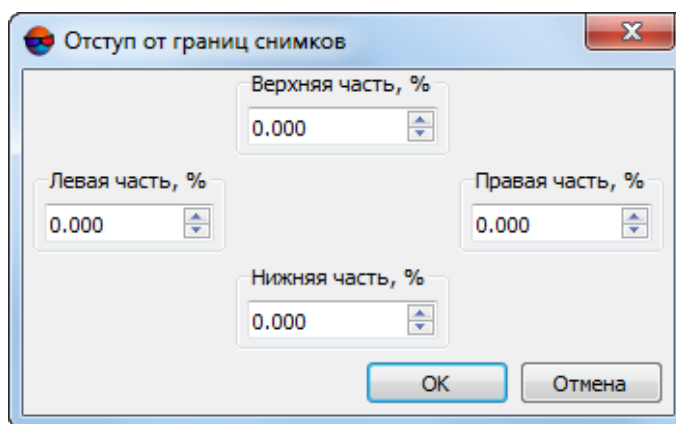 Отступ от границ снимков
Верхняя часть, %
0.000
Левая часть, %
0.000
Правая часть, %
0.000
Нижняя часть, %
0.000
OK
Отмена